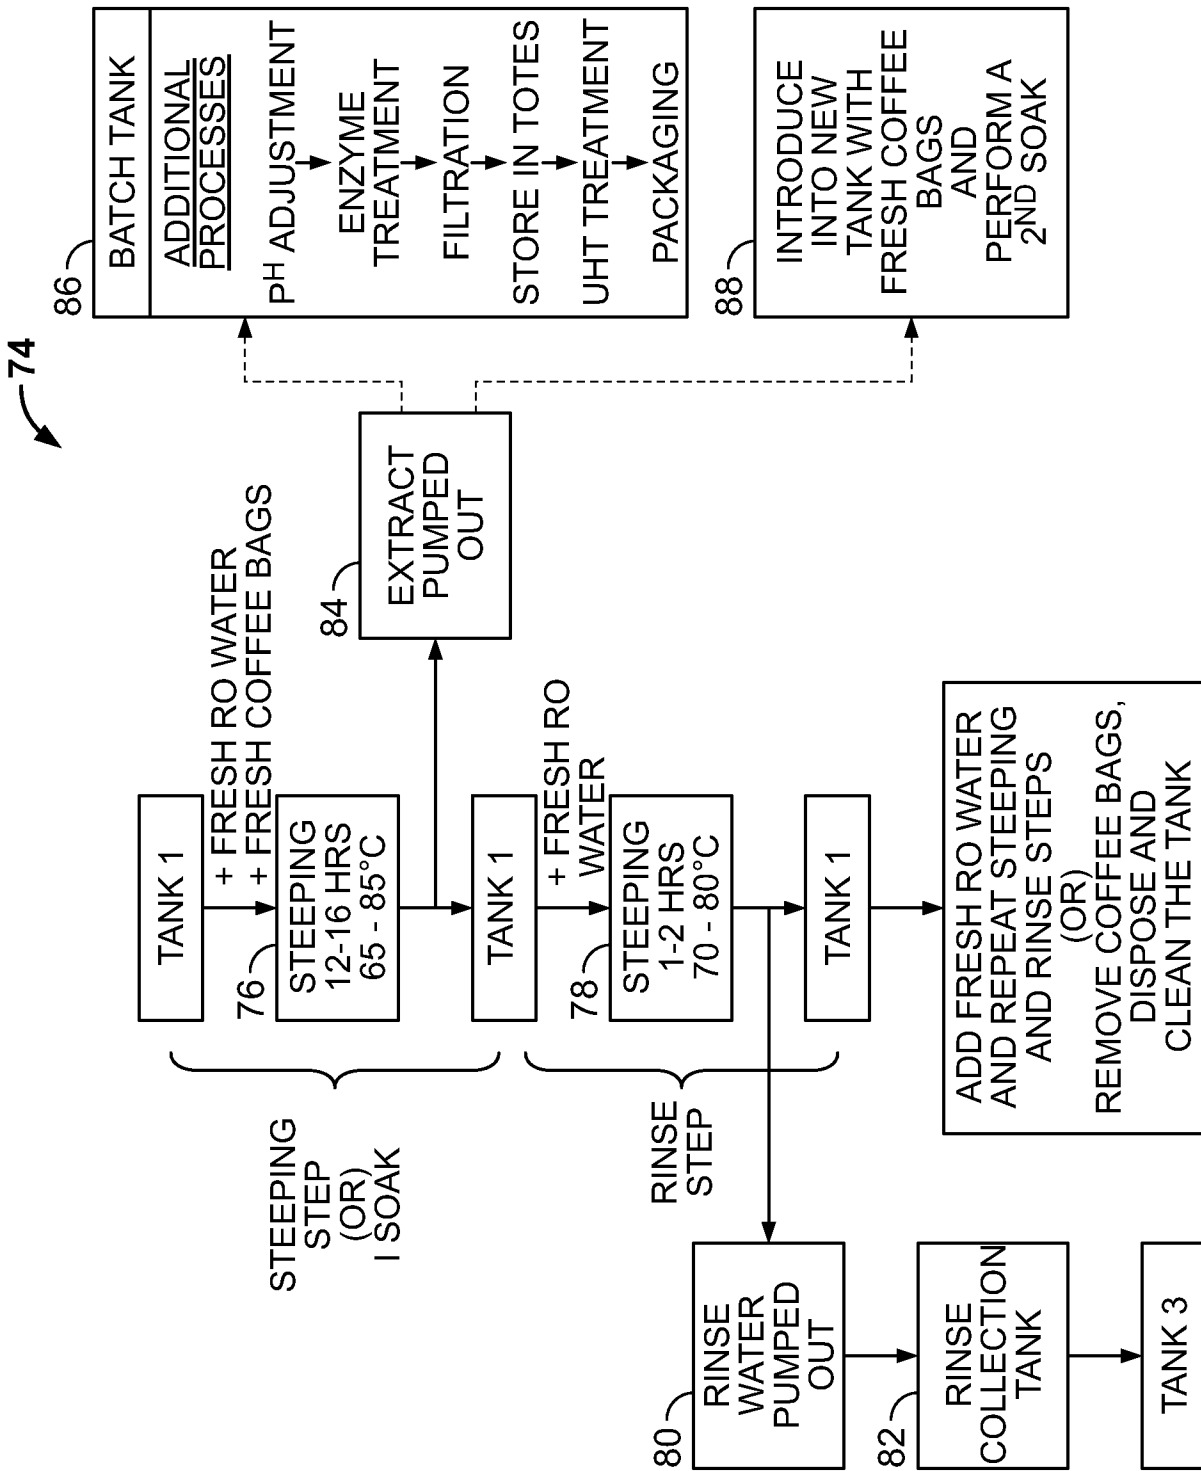 74
TANK 1
+ FRESH RO WATER
+ FRESH COFFEE BAGS
76
STEEPING
12-16 HRS
65 - 85°C
STEEPING
STEP
(OR)
I SOAK
TANK 1
+ FRESH RO
WATER
78
STEEPING
1-2 HRS
70 - 80°C
RINSE
STEP
TANK 1
ADD FRESH RO WATER
AND REPEAT STEEPING
AND RINSE STEPS
(OR)
REMOVE COFFEE BAGS,
DISPOSE AND
CLEAN THE TANK
80
RINSE
WATER
PUMPED
OUT
82
RINSE
COLLECTION
TANK
TANK 3
84
EXTRACT
PUMPED
OUT
86
BATCH TANK
ADDITIONAL
PROCESSES
PH ADJUSTMENT
ENZYME
TREATMENT
FILTRATION
STORE IN TOTES
UHT TREATMENT
PACKAGING
88
INTRODUCE
INTO NEW
TANK WITH
FRESH COFFEE
BAGS
AND
PERFORM A
2ND SOAK